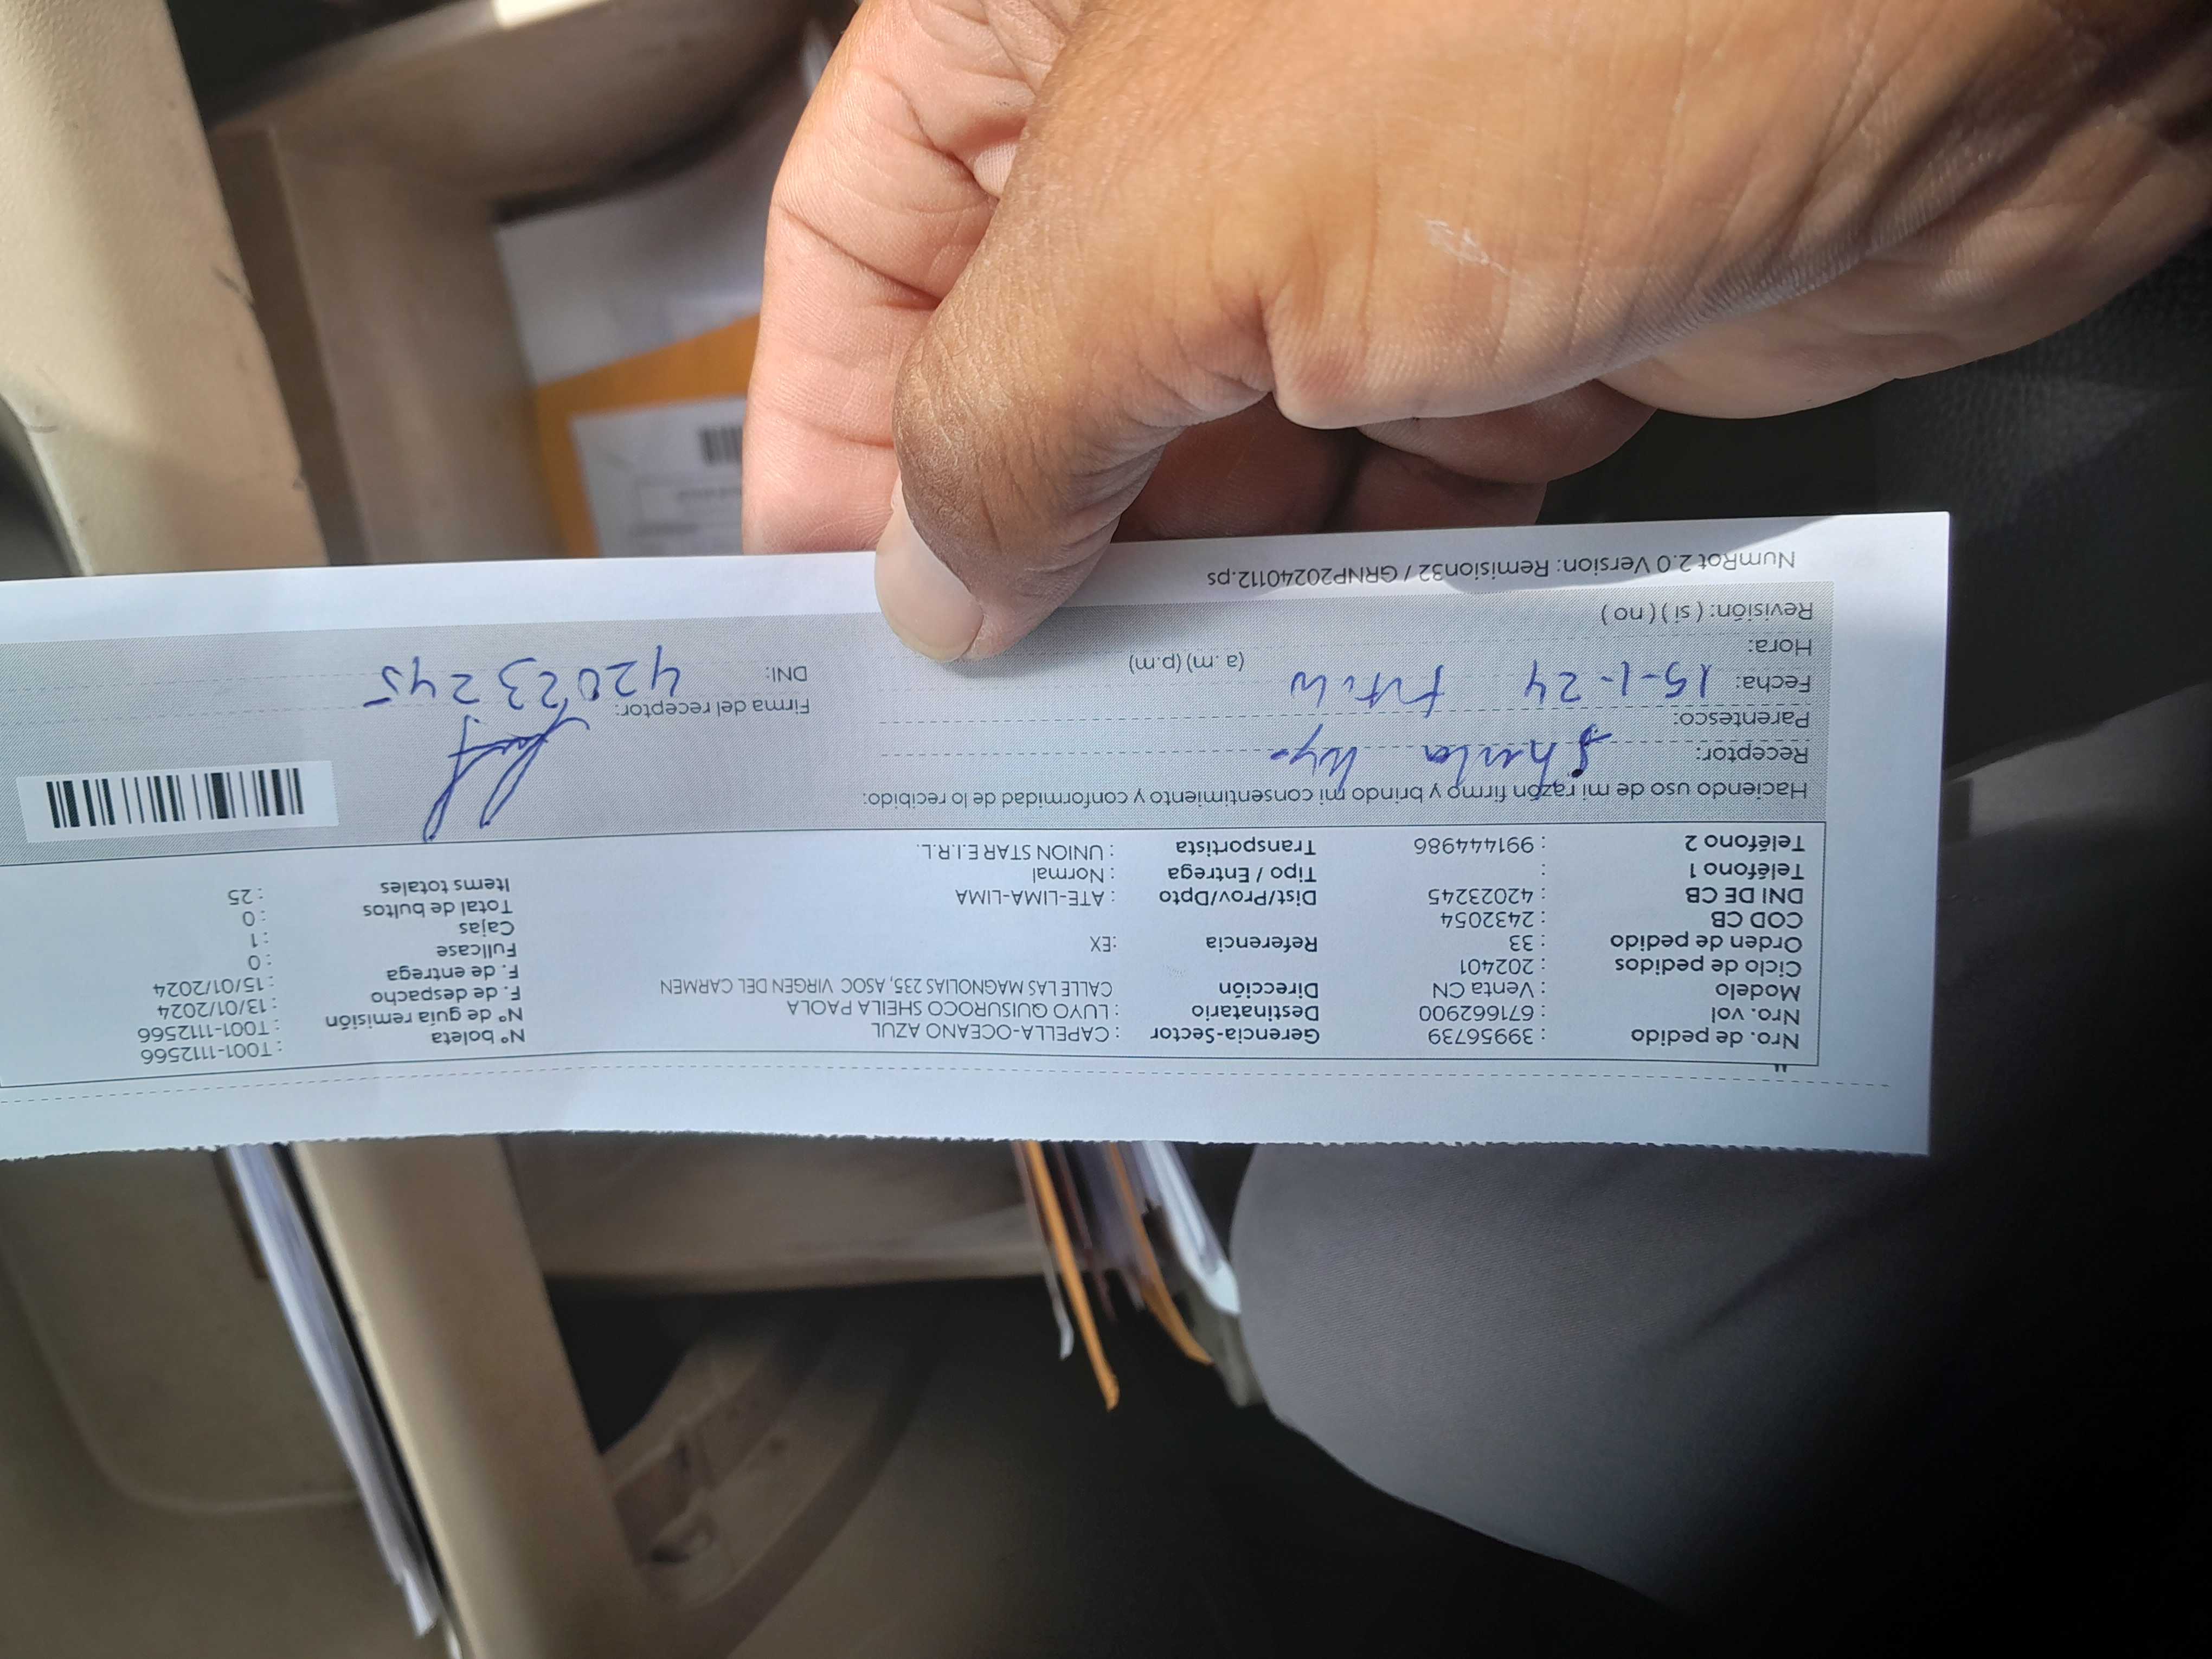 Nro. de pedido : 39956739 Gerencia-Sector : CAPELLA-OCEANO AZUL N° boleta : T001-1112566
Nro. vol : 671662900 Destinatario : LUYO QUISUROCO SHEILA PAOLA N° de guía remisión : T001-1112566
Modelo : Venta CN Dirección CALLE LAS MAGNOLIAS 235, ASOC VIRGEN DEL CARMEN F. de despacho : 13/01/2024
Ciclo de pedidos : 202401 F. de entrega : 15/01/2024
Orden de pedido : 33 Referencia :EX Fullcase : 0
COD CB : 2432054 Cajas : 1
DNI DE CB : 42023245 Dist/Prov/Dpto : ATE-LIMA-LIMA Total de bultos : 0
Teléfono 1 : Tipo / Entrega : Normal Items totales : 25
Teléfono 2 : 991444986 Transportista : UNION STAR E.I.R.L.
Haciendo uso de mi razón firmo y brindo mi consentimiento y conformidad de lo recibido:
Receptor:
Parentesco: Firma del receptor:
Fecha: 15-1-24 DNI: 42023245
Hora: (a.m) (p.m)
Revisión: ( si ) ( no )
NumRot 2.0 Version: Remision32 / GRNP20240112.ps